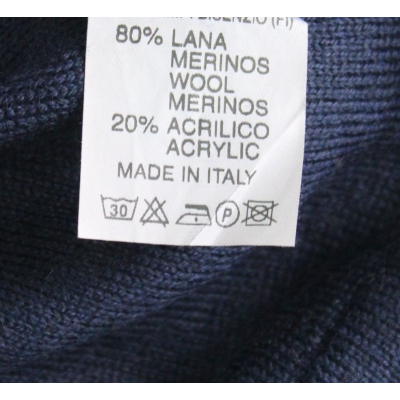 80% LANA
MERINOS
WOOL
MERINOS
20% ACRILICO
ACRYLIC
MADE IN ITALY
30 P